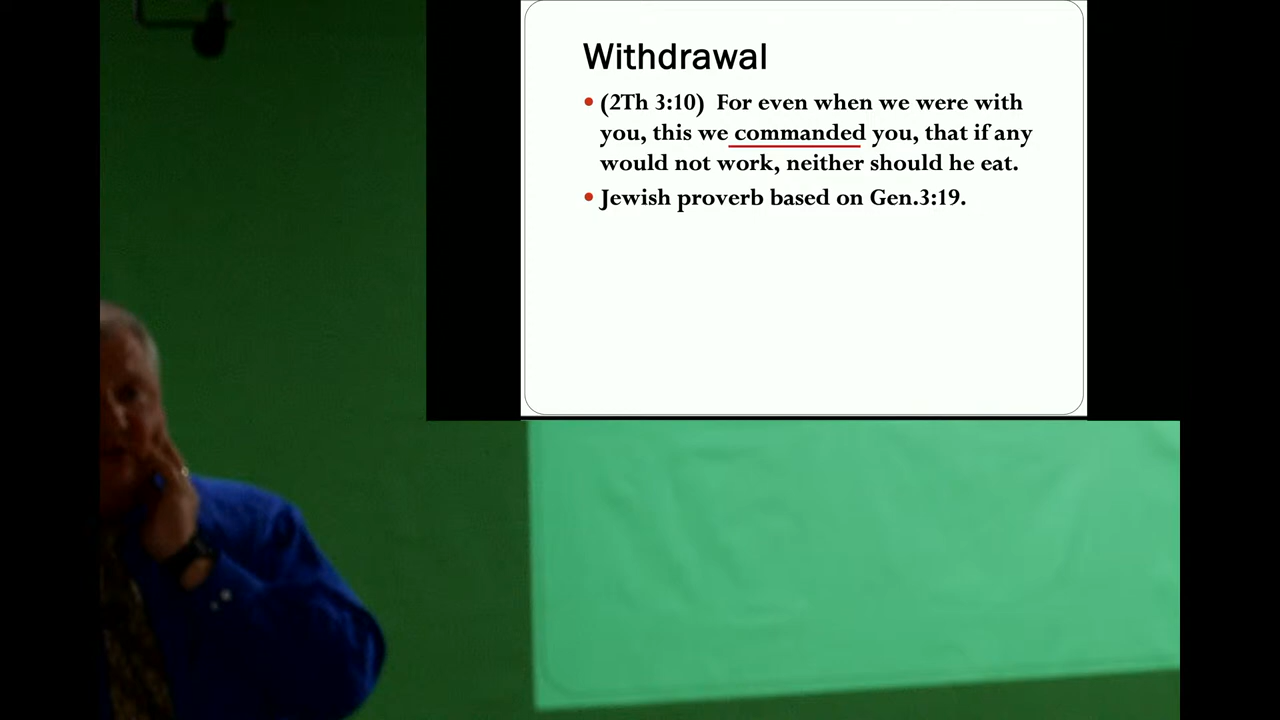 Withdrawal
• (2Th 3:10)  For even when we were with
you, this we commanded you, that if any
would not work, neither should he eat.
• Jewish proverb based on Gen.3:19.